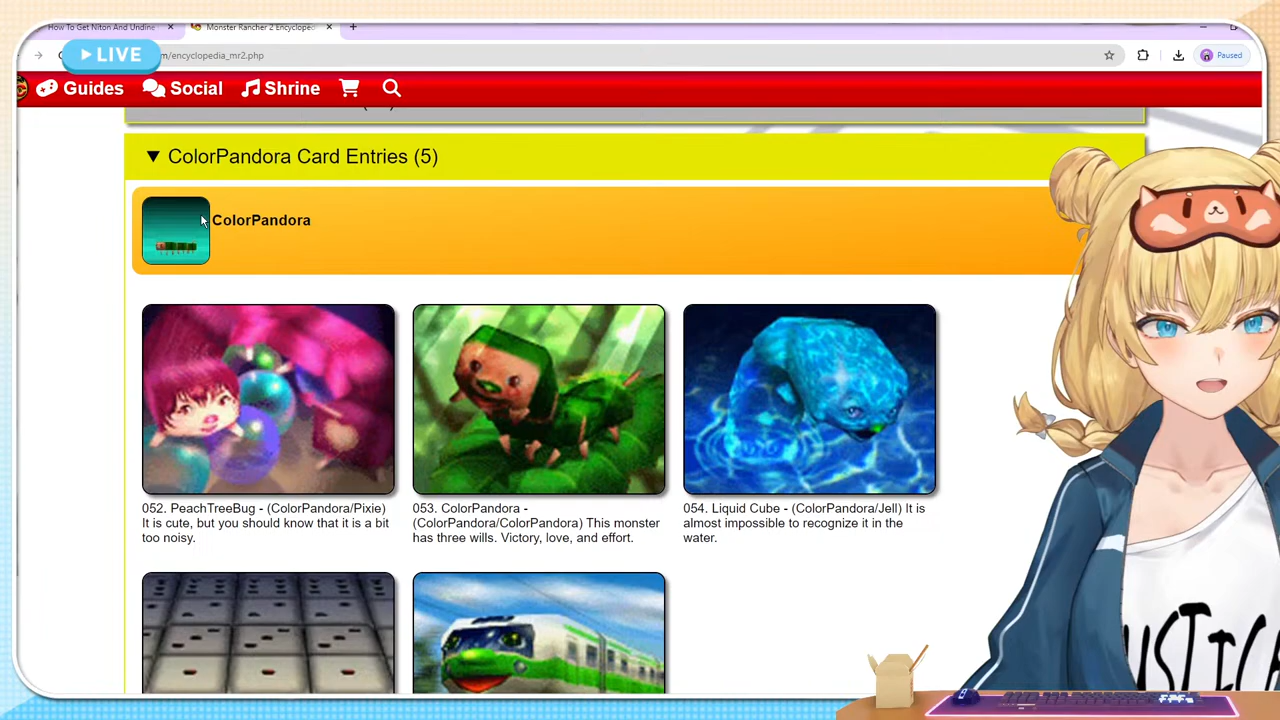 How To Get Niton And Undine
Monster Rancher 2 Encyclopedi
LIVE
m/encyclopedia_mr2.php
Paused
Guides
Social
Shrine
▼ ColorPandora Card Entries (5)
ColorPandora
052. PeachTreeBug - (ColorPandora/Pixie)
It is cute, but you should know that it is a bit
too noisy.
053. ColorPandora -
(ColorPandora/ColorPandora) This monster
has three wills. Victory, love, and effort.
054. Liquid Cube - (ColorPandora/Jell) It is
almost impossible to recognize it in the
water.